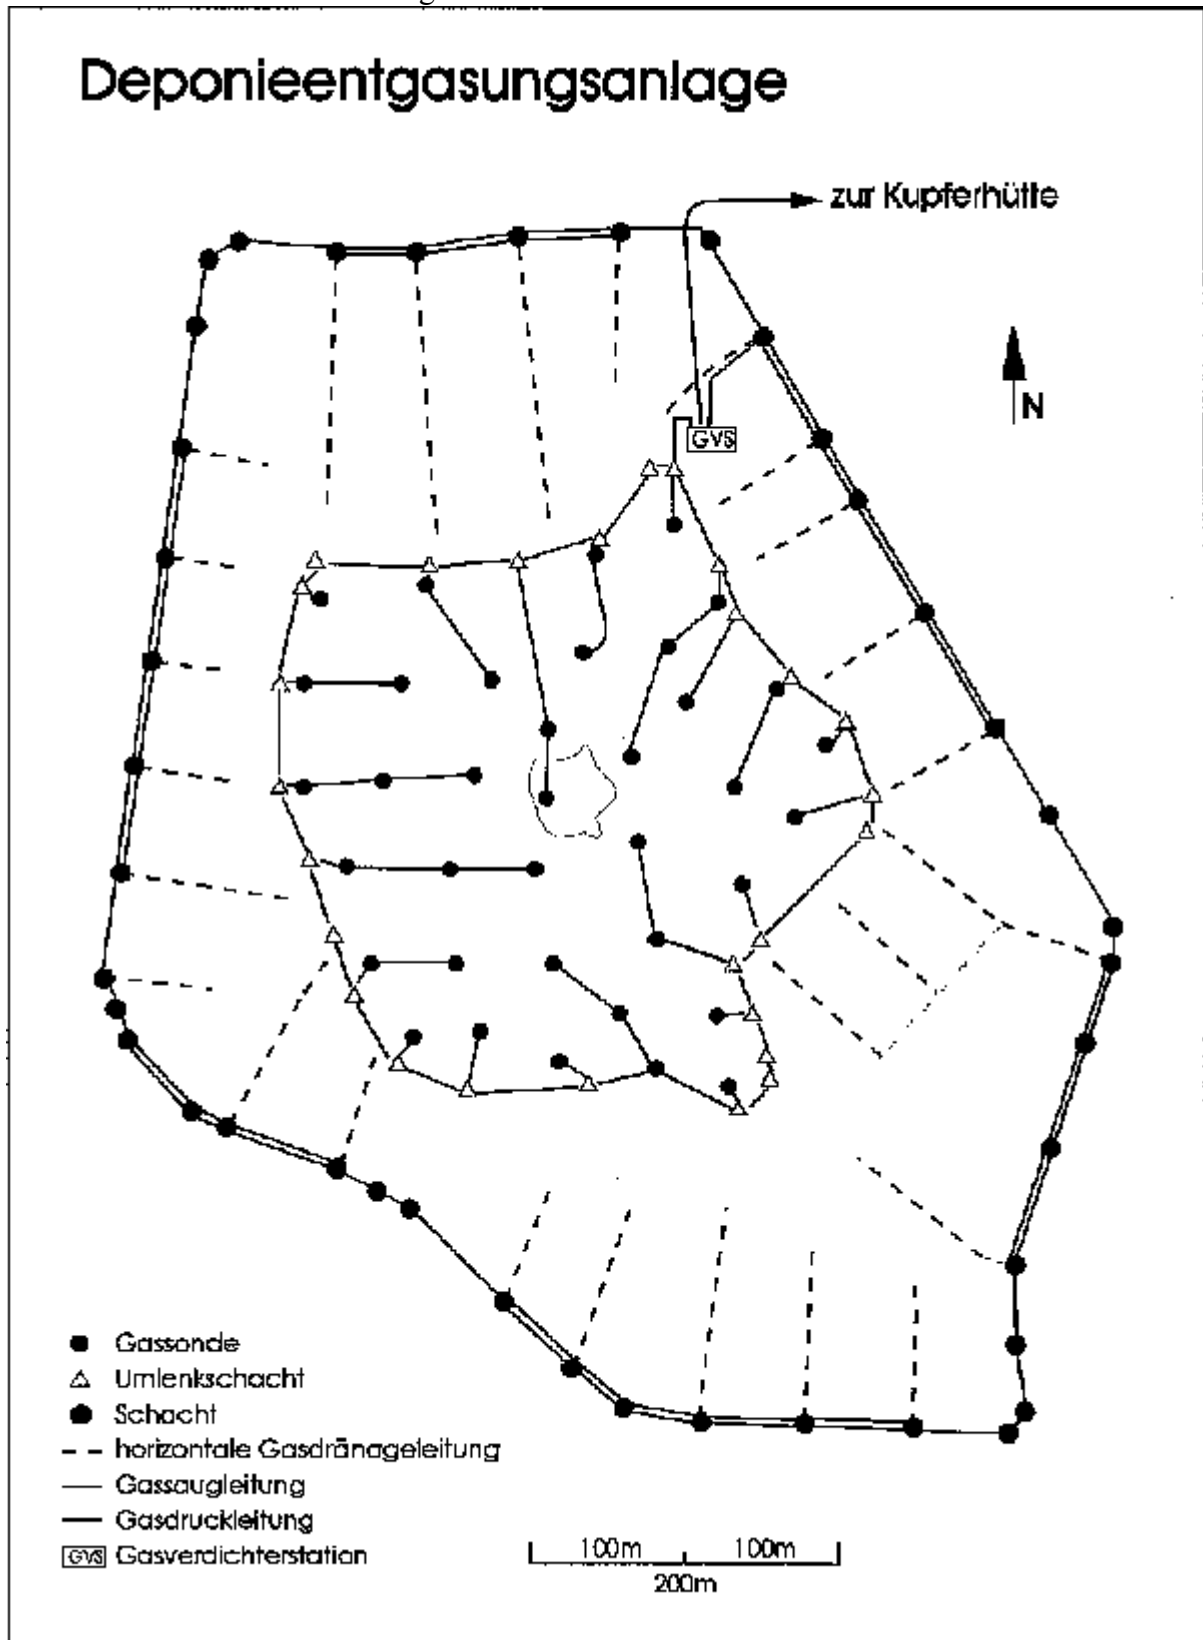 Deponieentgasungsanlage
zur Kupferhütte
N
GVS
Gassonde
Umlenkschacht
Schacht
horizontale Gasdränageleitung
Gassaugleitung
Gasdruckleitung
GVS Gasverdichterstation
100m 100m
200m